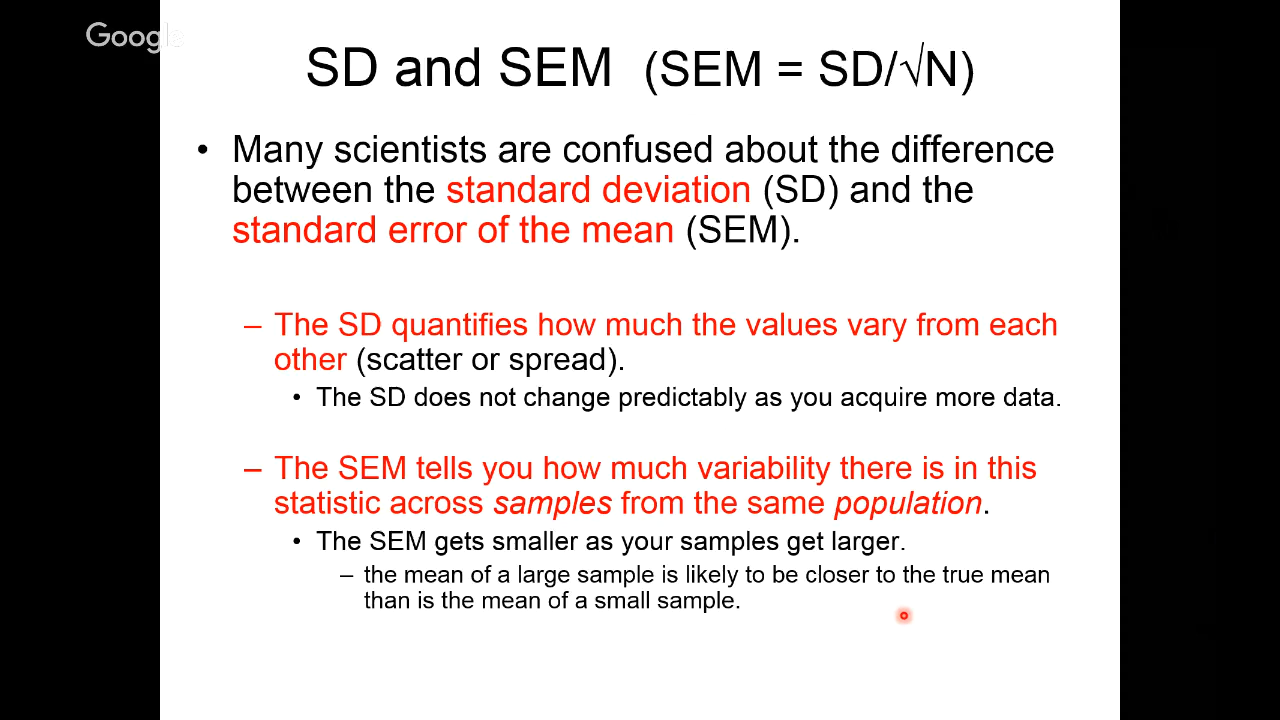 Google
SD and SEM (SEM = SD/√N)
• Many scientists are confused about the difference
between the standard deviation (SD) and the
standard error of the mean (SEM).
– The SD quantifies how much the values vary from each
other (scatter or spread).
• The SD does not change predictably as you acquire more data.
– The SEM tells you how much variability there is in this
statistic across samples from the same population.
• The SEM gets smaller as your samples get larger.
– the mean of a large sample is likely to be closer to the true mean
than is the mean of a small sample.